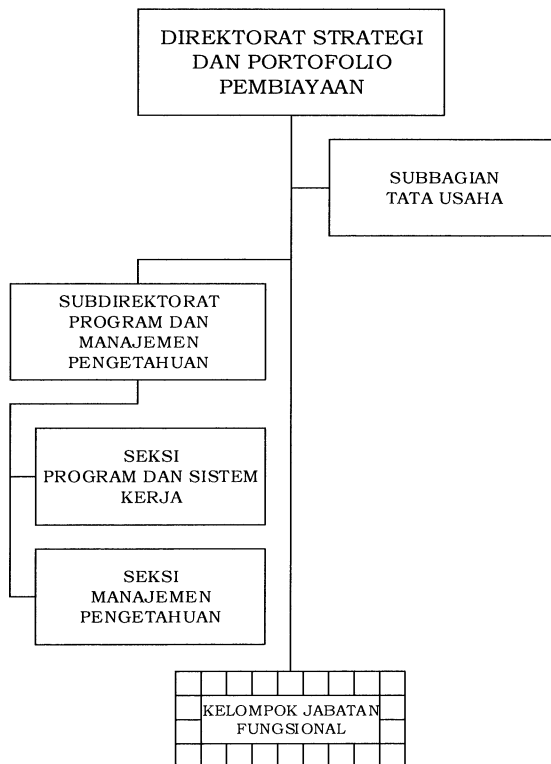 DIREKTORAT STRATEGI
DAN PORTOFOLIO
PEMBIAYAAN
SUBBAGIAN
TATA USAHA
SUBDIREKTORAT
PROGRAM DAN
MANAJEMEN
PENGETAHUAN
SEKSI
PROGRAM DAN SISTEM
KERJA
SEKSI
MANAJEMEN
PENGETAHUAN
KELOMPOK JABATAN
FUNGSIONAL